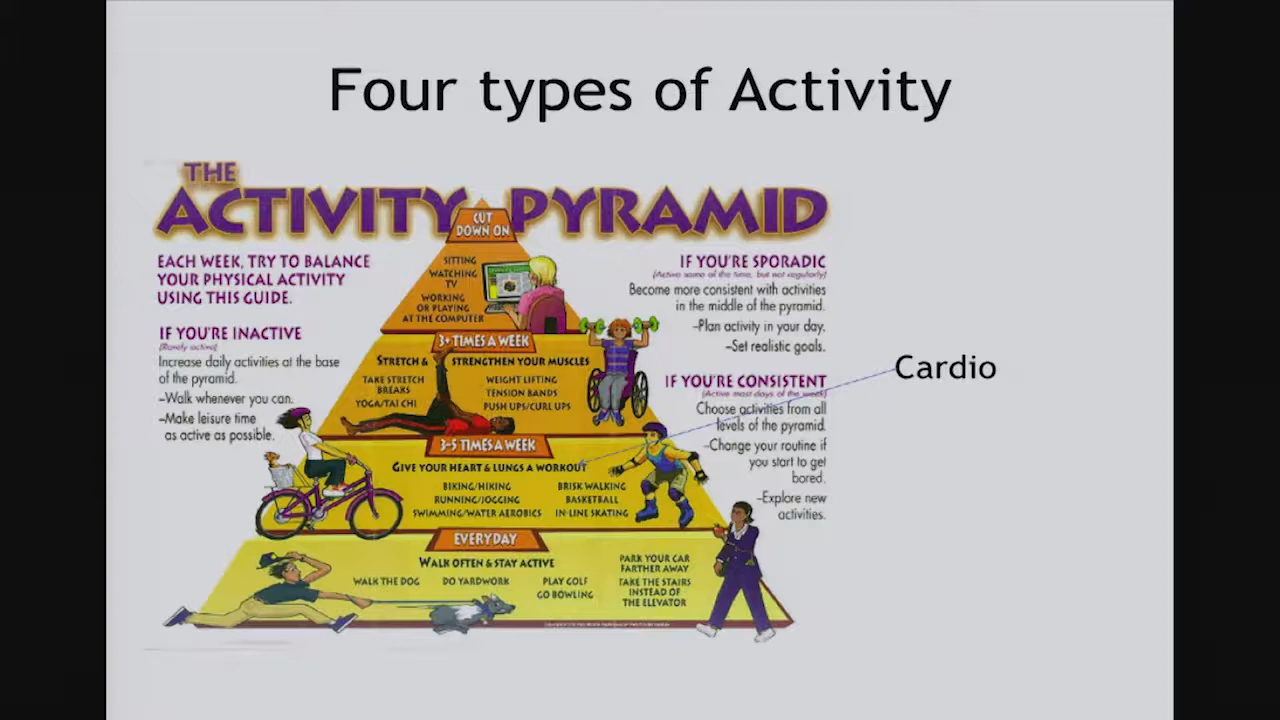 Four types of Activity
THE
ACTIVITY PYRAMID
EACH WEEK, TRY TO BALANCE
YOUR PHYSICAL ACTIVITY
USING THIS GUIDE.
IF YOU'RE INACTIVE
(Rarely active)
Increase daily activities at the base
of the pyramid.
–Walk whenever you can.
–Make leisure time
as active as possible.
CUT
DOWN ON
SITTING
WATCHING
TV
WORKING
OR PLAYING
AT THE COMPUTER
3+ TIMES A WEEK
STRETCH & STRENGTHEN YOUR MUSCLES
TAKE STRETCH
BREAKS
YOGA/TAI CHI
WEIGHT LIFTING
TENSION BANDS
PUSH UPS/CURL UPS
3-5 TIMES A WEEK
GIVE YOUR HEART & LUNGS A WORKOUT
BIKING/HIKING
RUNNING/JOGGING
SWIMMING/WATER AEROBICS
BRISK WALKING
BASKETBALL
IN-LINE SKATING
EVERYDAY
WALK OFTEN & STAY ACTIVE
WALK THE DOG
DO YARDWORK
PLAY GOLF
GO BOWLING
PARK YOUR CAR
FARTHER AWAY
TAKE THE STAIRS
INSTEAD OF
THE ELEVATOR
IF YOU'RE SPORADIC
(Active some of the time, but not regularly)
Become more consistent with activities
in the middle of the pyramid.
–Plan activity in your day.
–Set realistic goals.
IF YOU'RE CONSISTENT
(Active most days of the week)
Choose activities from all
levels of the pyramid.
–Change your routine if
you start to get
bored.
–Explore new
activities.
Cardio